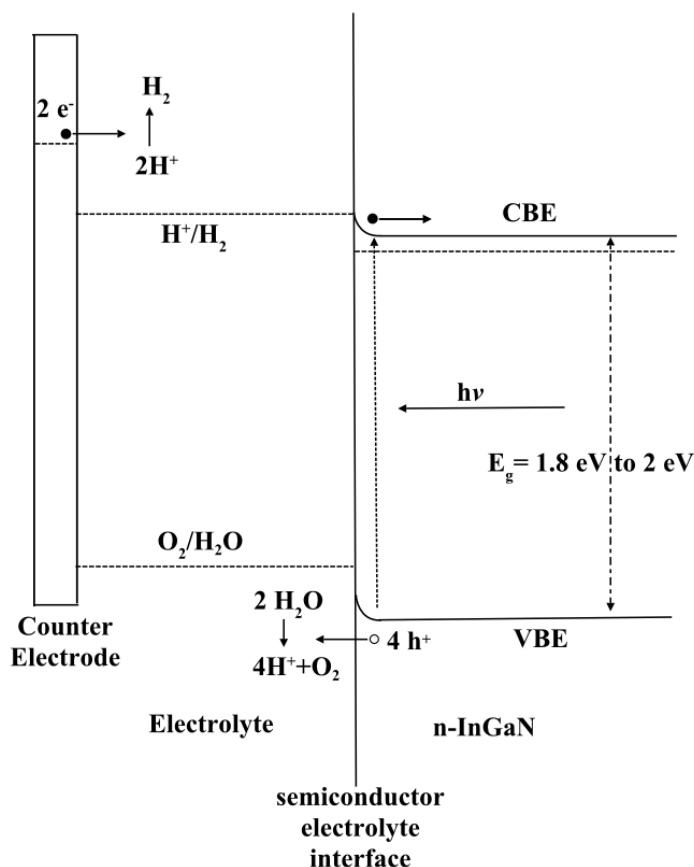 H₂
2 e⁻
2H⁺
CBE
H⁺/H₂
hν
E_g= 1.8 eV to 2 eV
O₂/H₂O
2 H₂O
4 h⁺
VBE
4H⁺+O₂
Counter
Electrode
Electrolyte
n-InGaN
semiconductor
electrolyte
interface